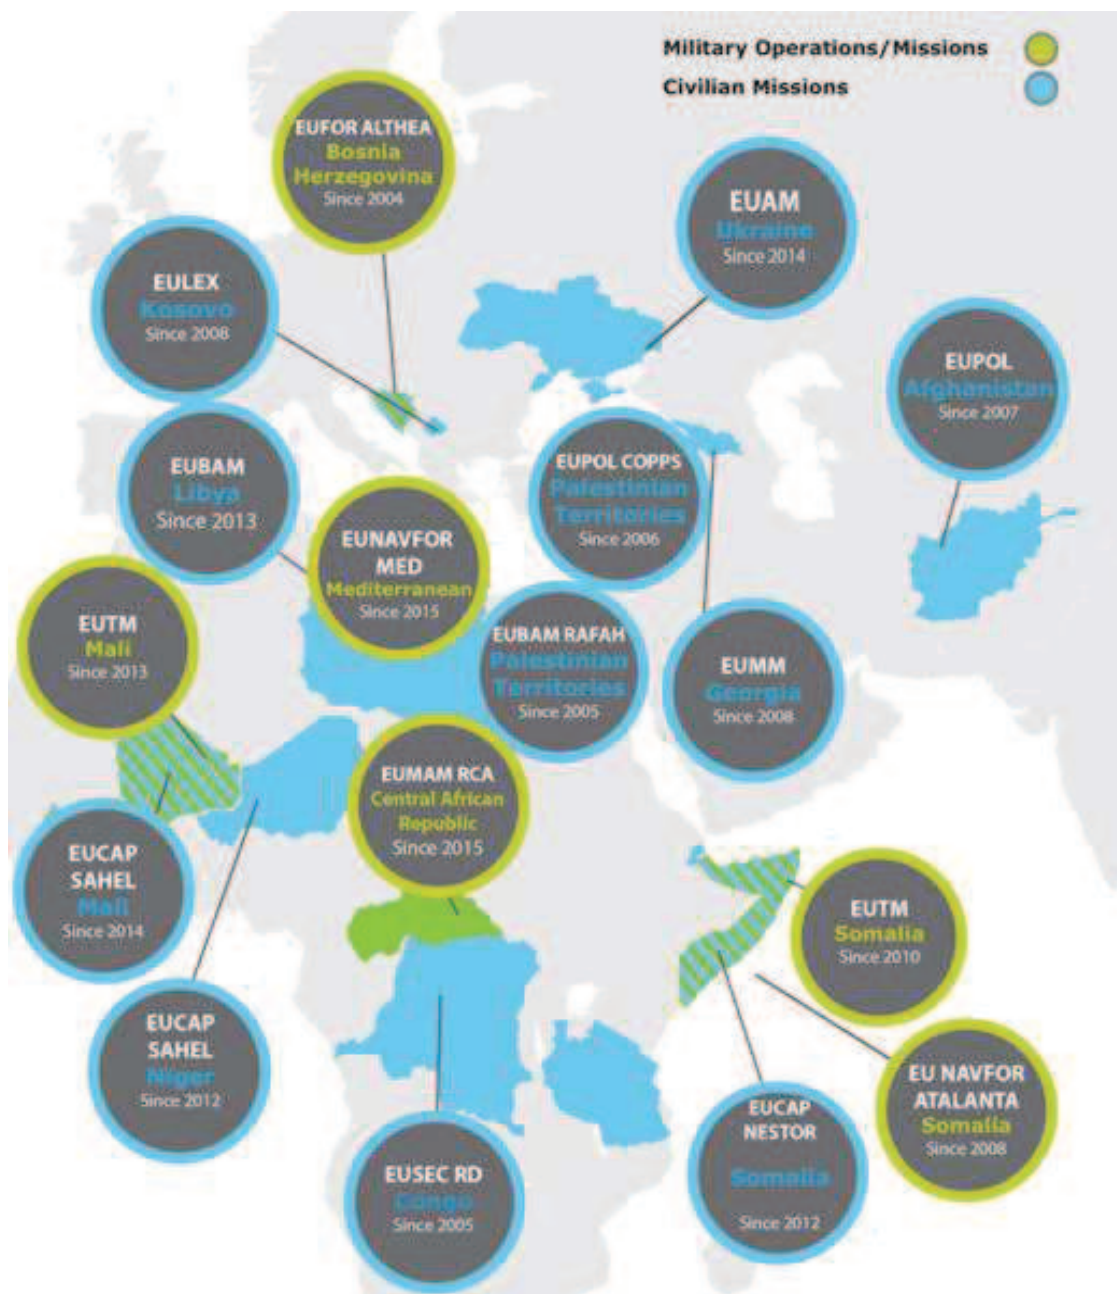 Military Operations/Missions
Civilian Missions
EUFOR ALTHEA
Bosnia
Herzegovina
Since 2004
EUAM
Ukraine
Since 2014
EULEX
Kosovo
Since 2008
EUPOL
Afghanistan
Since 2007
EUBAM
Libya
Since 2013
EUPOL COPPS
Palestinian
Territories
Since 2006
EUNAVFOR
MED
Mediterranean
Since 2015
EUTM
Mali
Since 2013
EUBAM RAFAH
Palestinian
Territories
Since 2005
EUMM
Georgia
Since 2008
EUMAM RCA
Central African
Republic
Since 2015
EUCAP
SAHEL
Mali
Since 2014
EUTM
Somalia
Since 2010
EUCAP
SAHEL
Niger
Since 2012
EU NAVFOR
ATALANTA
Somalia
Since 2008
EUCAP
NESTOR
Somalia
Since 2012
EUSEC RD
Congo
Since 2005